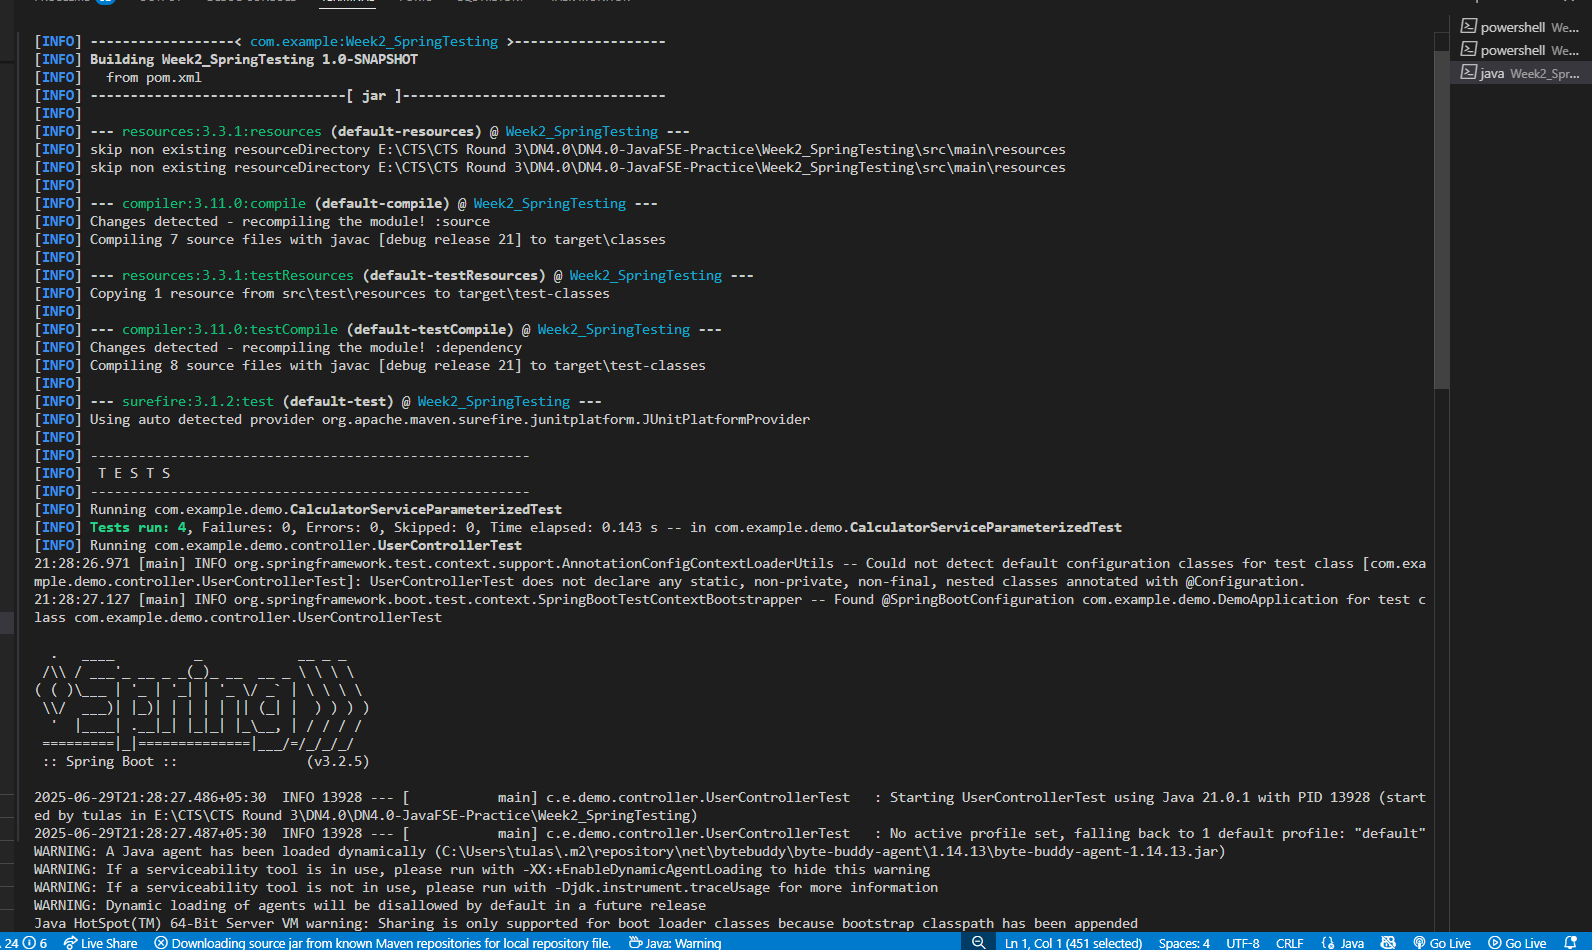 [INFO] ------------------< com.example:Week2_SpringTesting >-------------------
[INFO] Building Week2_SpringTesting 1.0-SNAPSHOT
[INFO]   from pom.xml
[INFO] --------------------------------[ jar ]---------------------------------
[INFO]
[INFO] --- resources:3.3.1:resources (default-resources) @ Week2_SpringTesting ---
[INFO] skip non existing resourceDirectory E:\CTS\CTS Round 3\DN4.0\DN4.0-JavaFSE-Practice\Week2_SpringTesting\src\main\resources
[INFO] skip non existing resourceDirectory E:\CTS\CTS Round 3\DN4.0\DN4.0-JavaFSE-Practice\Week2_SpringTesting\src\main\resources
[INFO]
[INFO] --- compiler:3.11.0:compile (default-compile) @ Week2_SpringTesting ---
[INFO] Changes detected - recompiling the module! :source
[INFO] Compiling 7 source files with javac [debug release 21] to target\classes
[INFO]
[INFO] --- resources:3.3.1:testResources (default-testResources) @ Week2_SpringTesting ---
[INFO] Copying 1 resource from src\test\resources to target\test-classes
[INFO]
[INFO] --- compiler:3.11.0:testCompile (default-testCompile) @ Week2_SpringTesting ---
[INFO] Changes detected - recompiling the module! :dependency
[INFO] Compiling 8 source files with javac [debug release 21] to target\test-classes
[INFO]
[INFO] --- surefire:3.1.2:test (default-test) @ Week2_SpringTesting ---
[INFO] Using auto detected provider org.apache.maven.surefire.junitplatform.JUnitPlatformProvider
[INFO]
[INFO] -------------------------------------------------------
[INFO]  T E S T S
[INFO] -------------------------------------------------------
[INFO] Running com.example.demo.CalculatorServiceParameterizedTest
[INFO] Tests run: 4, Failures: 0, Errors: 0, Skipped: 0, Time elapsed: 0.143 s -- in com.example.demo.CalculatorServiceParameterizedTest
[INFO] Running com.example.demo.controller.UserControllerTest
21:28:26.971 [main] INFO org.springframework.test.context.support.AnnotationConfigContextLoaderUtils -- Could not detect default configuration classes for test class [com.exa
mple.demo.controller.UserControllerTest]: UserControllerTest does not declare any static, non-private, non-final, nested classes annotated with @Configuration.
21:28:27.127 [main] INFO org.springframework.boot.test.context.SpringBootTestContextBootstrapper -- Found @SpringBootConfiguration com.example.demo.DemoApplication for test c
lass com.example.demo.controller.UserControllerTest
  .   ____          _            __ _ _
 /\\ / ___'_ __ _ _(_)_ __  __ _ \ \ \ \
( ( )\___ | '_ | '_| | '_ \/ _` | \ \ \ \
 \\/  ___)| |_)| | | | | || (_| |  ) ) ) )
  '  |____| .__|_| |_|_| |_\__, | / / / /
 =========|_|==============|___/=/_/_/_/
 :: Spring Boot ::                (v3.2.5)
2025-06-29T21:28:27.486+05:30  INFO 13928 --- [           main] c.e.demo.controller.UserControllerTest   : Starting UserControllerTest using Java 21.0.1 with PID 13928 (start
ed by tulas in E:\CTS\CTS Round 3\DN4.0\DN4.0-JavaFSE-Practice\Week2_SpringTesting)
2025-06-29T21:28:27.487+05:30  INFO 13928 --- [           main] c.e.demo.controller.UserControllerTest   : No active profile set, falling back to 1 default profile: "default"
WARNING: A Java agent has been loaded dynamically (C:\Users\tulas\.m2\repository\net\bytebuddy\byte-buddy-agent\1.14.13\byte-buddy-agent-1.14.13.jar)
WARNING: If a serviceability tool is in use, please run with -XX:+EnableDynamicAgentLoading to hide this warning
WARNING: If a serviceability tool is not in use, please run with -Djdk.instrument.traceUsage for more information
WARNING: Dynamic loading of agents will be disallowed by default in a future release
Java HotSpot(TM) 64-Bit Server VM warning: Sharing is only supported for boot loader classes because bootstrap classpath has been appended
powershell We...
powershell We...
java Week2_Spr...
24 6 Live Share Downloading source jar from known Maven repositories for local repository file. Java: Warning Ln 1, Col 1 (451 selected) Spaces: 4 UTF-8 CRLF {} Java Go Live Go Live